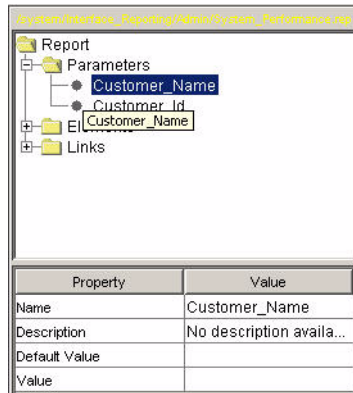 /System/Interface_Reporting/Admin/System_Performance.rep
Report
Parameters
Customer_Name
Customer_Id
Customer_Name
Links
Property Value
Name Customer_Name
Description No description availa...
Default Value
Value